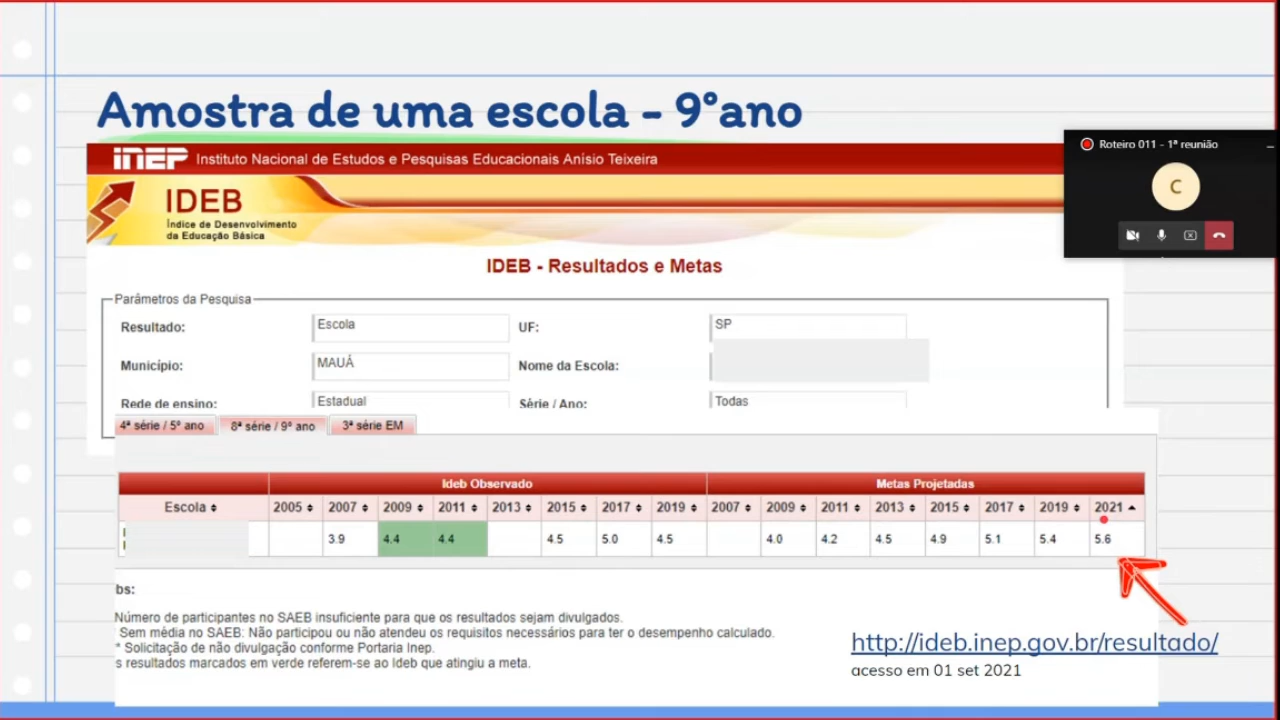 Amostra de uma escola - 9°ano
INEP Instituto Nacional de Estudos e Pesquisas Educacionais Anísio Teixeira
Roteiro 011 - 1ª reunião
C
IDEB
Índice de Desenvolvimento
da Educação Básica
IDEB - Resultados e Metas
Parâmetros da Pesquisa
Resultado: Escola UF: SP
Município: MAUÁ Nome da Escola:
Rede de ensino: Estadual Série / Ano: Todas
4ª série / 5º ano 8ª série / 9º ano 3ª série EM
Ideb Observado Metas Projetadas
Escola 2005 2007 2009 2011 2013 2015 2017 2019 2007 2009 2011 2013 2015 2017 2019 2021
3.9 4.4 4.4 4.5 5.0 4.5 4.0 4.2 4.5 4.9 5.1 5.4 5.6
bs:
Número de participantes no SAEB insuficiente para que os resultados sejam divulgados.
Sem média no SAEB: Não participou ou não atendeu os requisitos necessários para ter o desempenho calculado.
* Solicitação de não divulgação conforme Portaria Inep.
s resultados marcados em verde referem-se ao Ideb que atingiu a meta.
http://ideb.inep.gov.br/resultado/
acesso em 01 set 2021